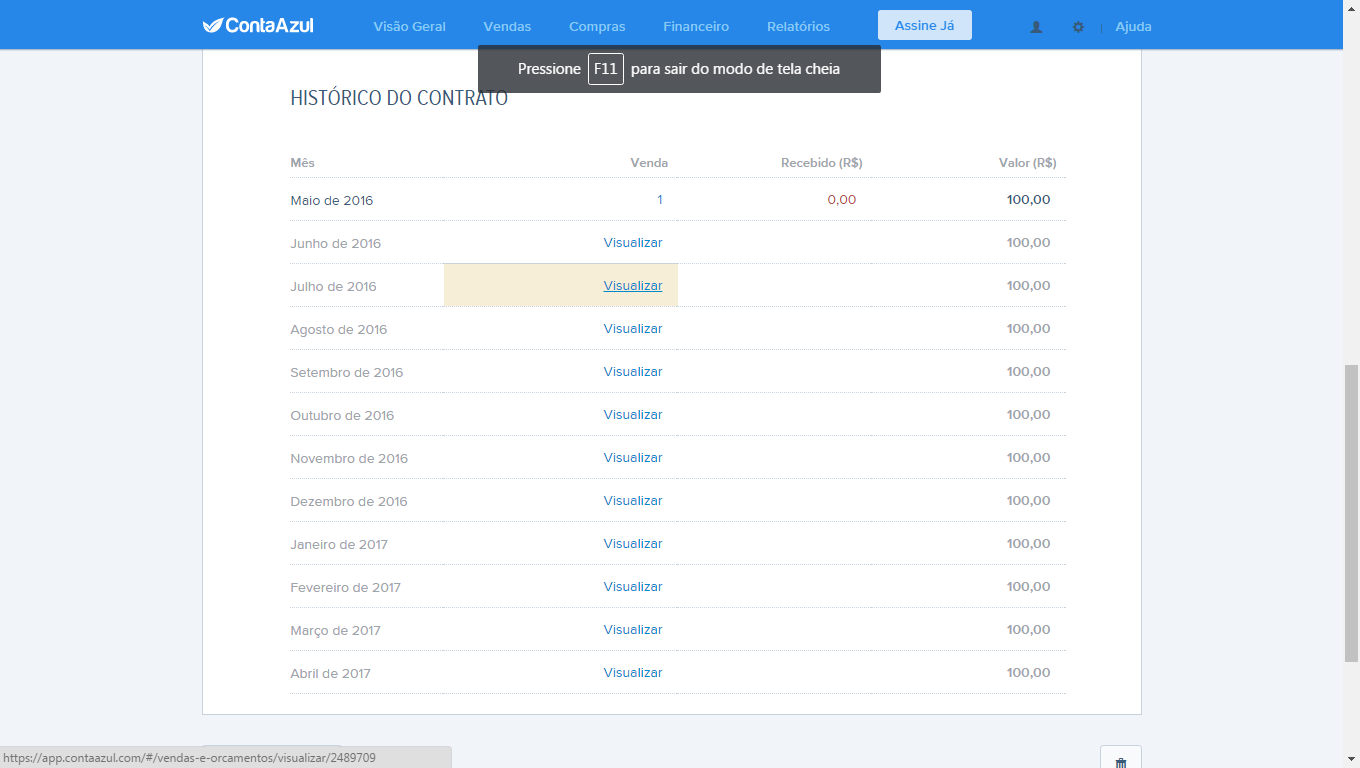 ContaAzul Visão Geral Vendas Compras Financeiro Relatórios Assine Já Ajuda
Pressione F11 para sair do modo de tela cheia
HISTÓRICO DO CONTRATO
Mês Venda Recebido (R$) Valor (R$)
Maio de 2016 1 0,00 100,00
Junho de 2016 Visualizar 100,00
Julho de 2016 Visualizar 100,00
Agosto de 2016 Visualizar 100,00
Setembro de 2016 Visualizar 100,00
Outubro de 2016 Visualizar 100,00
Novembro de 2016 Visualizar 100,00
Dezembro de 2016 Visualizar 100,00
Janeiro de 2017 Visualizar 100,00
Fevereiro de 2017 Visualizar 100,00
Março de 2017 Visualizar 100,00
Abril de 2017 Visualizar 100,00
https://app.contaazul.com/#/vendas-e-orcamentos/visualizar/2489709